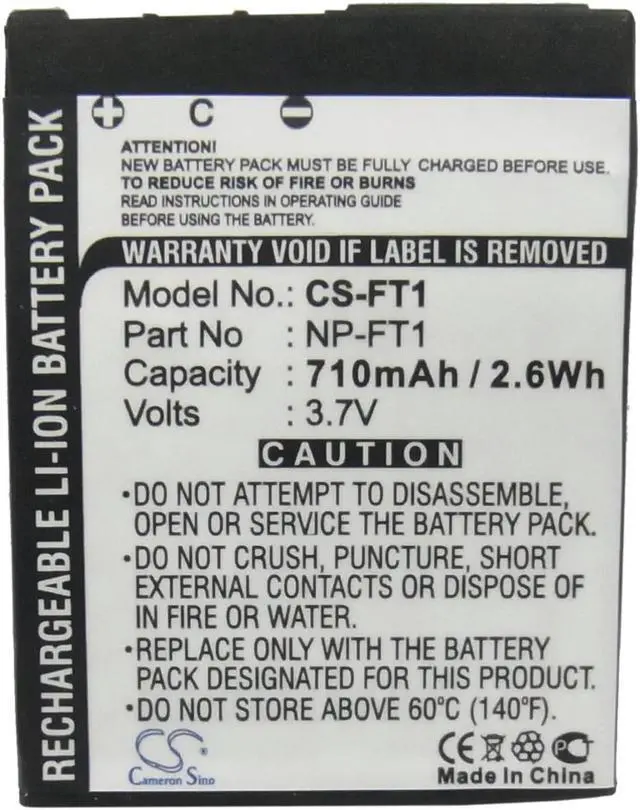 RECHARGEABLE LI-ION BATTERY PACK
+ C -
ATTENTION!
NEW BATTERY PACK MUST BE FULLY CHARGED BEFORE USE.
TO REDUCE RISK OF FIRE OR BURNS
READ INSTRUCTIONS IN OPERATING GUIDE
BEFORE USING THE BATTERY.
WARRANTY VOID IF LABEL IS REMOVED
Model No.: CS-FT1
Part No : NP-FT1
Capacity : 710mAh / 2.6Wh
Volts : 3.7V
CAUTION
•DO NOT ATTEMPT TO DISASSEMBLE,
OPEN OR SERVICE THE BATTERY PACK.
•DO NOT CRUSH, PUNCTURE, SHORT
EXTERNAL CONTACTS OR DISPOSE OF
IN FIRE OR WATER.
•REPLACE ONLY WITH THE BATTERY
PACK DESIGNATED FOR THIS PRODUCT.
•DO NOT STORE ABOVE 60°C (140°F).
CS
Cameron Sino
CE PCT
Made In China